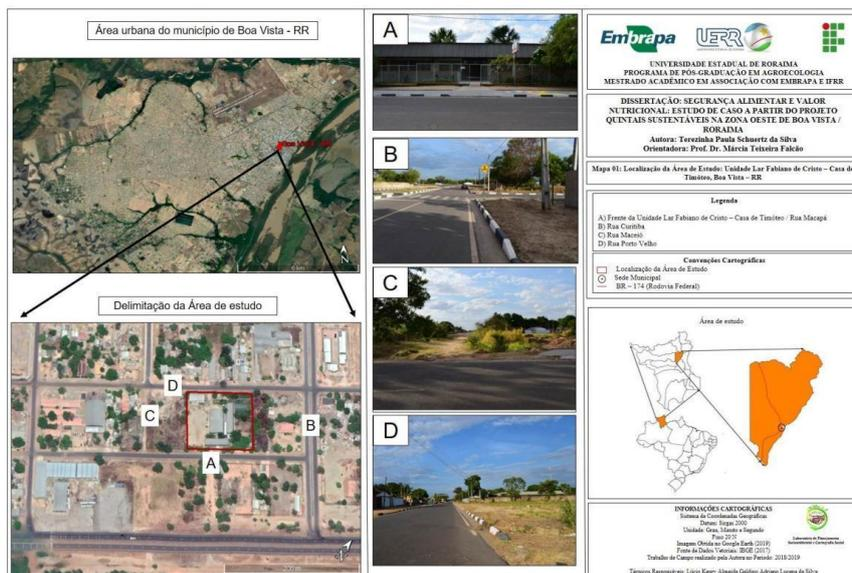 Área urbana do município de Boa Vista - RR
Delimitação da Área de estudo
D
C
B
A
A
B
C
D
Embrapa
UERR
UNIVERSIDADE ESTADUAL DE RORAIMA
PROGRAMA DE PÓS-GRADUAÇÃO EM AGROECOLOGIA
MESTRADO ACADÊMICO EM ASSOCIAÇÃO COM EMBRAPA E IFRR
DISSERTAÇÃO: SEGURANÇA ALIMENTAR E VALOR
NUTRICIONAL: ESTUDO DE CASO A PARTIR DO PROJETO
QUINTAIS SUSTENTÁVEIS NA ZONA OESTE DE BOA VISTA /
RORAIMA
Autora: Terezinha Paula Schuertz da Silva
Orientadora: Prof. Dr. Márcia Teixeira Falcão
Mapa 01: Localização da Área de Estudo: Unidade Lar Fabiano de Cristo – Casa de
Timóteo, Boa Vista – RR
Legenda
A) Frente da Unidade Lar Fabiano de Cristo – Casa de Timóteo / Rua Macapá
B) Rua Curitiba
C) Rua Maceió
D) Rua Porto Velho
Convenções Cartográficas
Localização da Área de Estudo
Sede Municipal
BR – 174 (Rodovia Federal)
Área de estudo
INFORMAÇÕES CARTOGRÁFICAS
Sistema de Coordenadas Geográficas
Datum: Sirgas 2000
Unidade: Grau, Minuto e Segundo
Fuso 20 N
Imagem Obtida no Google Earth (2019)
Fonte de Dados Vetoriais: IBGE (2017)
Trabalho de Campo realizado pela Autora no Período: 2018/2019